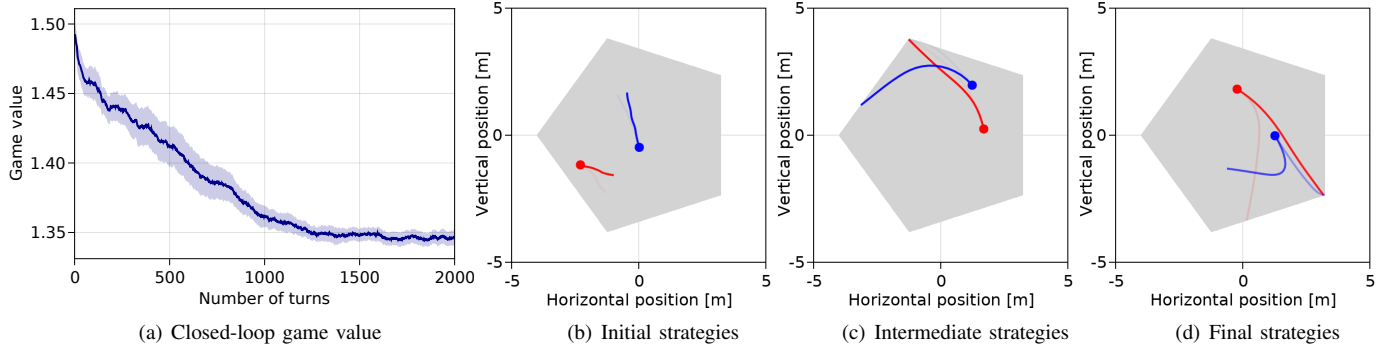 1.50
1.45
1.40
1.35
Game value
0
500
1000
1500
2000
Number of turns
(a) Closed-loop game value
5
0
-5
Vertical position [m]
-5
0
5
Horizontal position [m]
(b) Initial strategies
5
0
-5
Vertical position [m]
-5
0
5
Horizontal position [m]
(c) Intermediate strategies
5
0
-5
Vertical position [m]
-5
0
5
Horizontal position [m]
(d) Final strategies